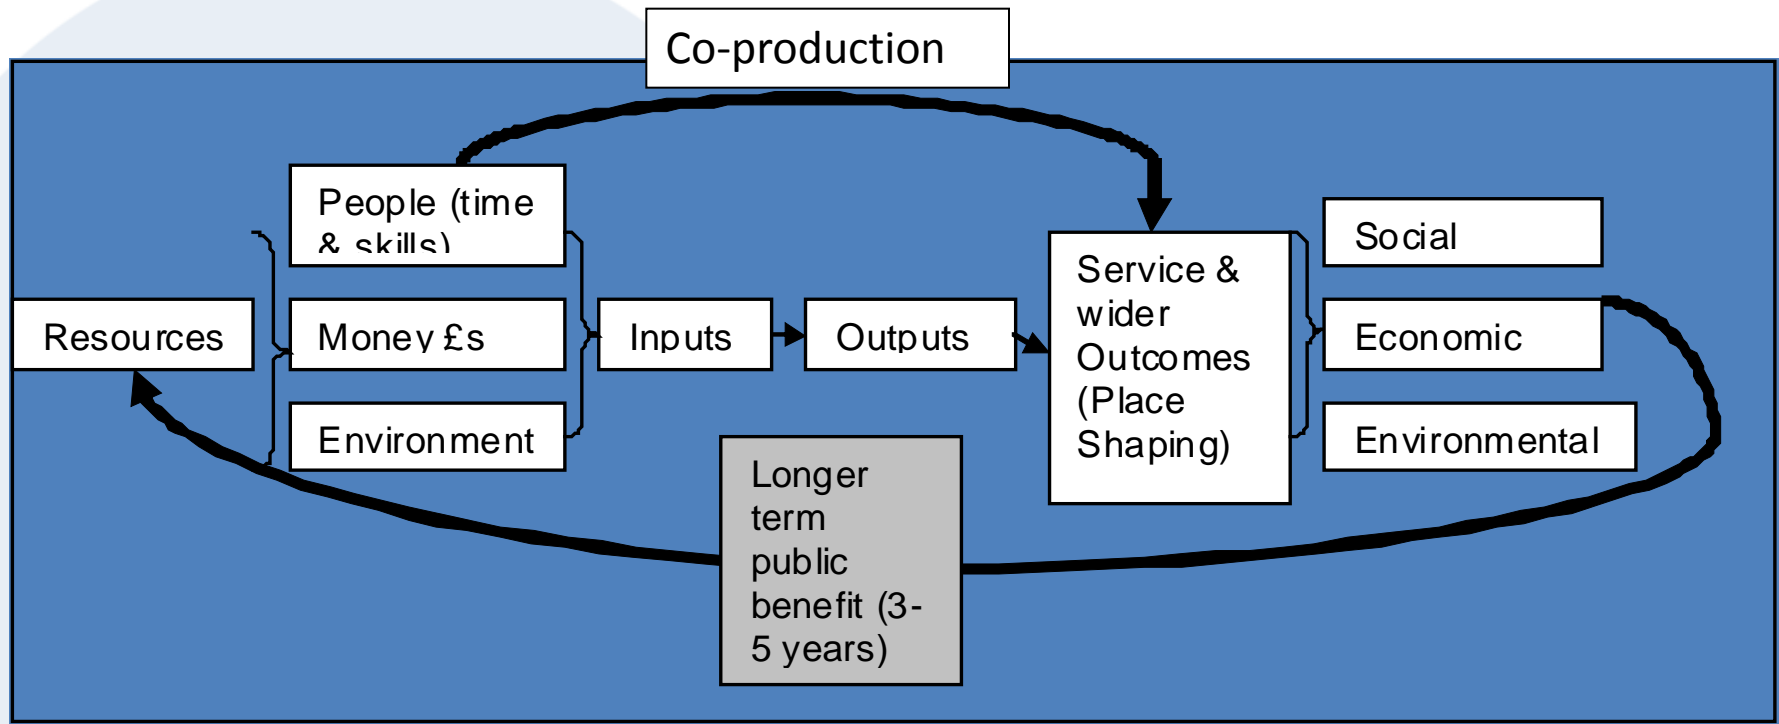 Co-production
People (time
& skills)
Money £s
Environment
Resources
Inputs
Outputs
Service &
wider
Outcomes
(Place
Shaping)
Social
Economic
Environmental
Longer
term
public
benefit (3-
5 years)